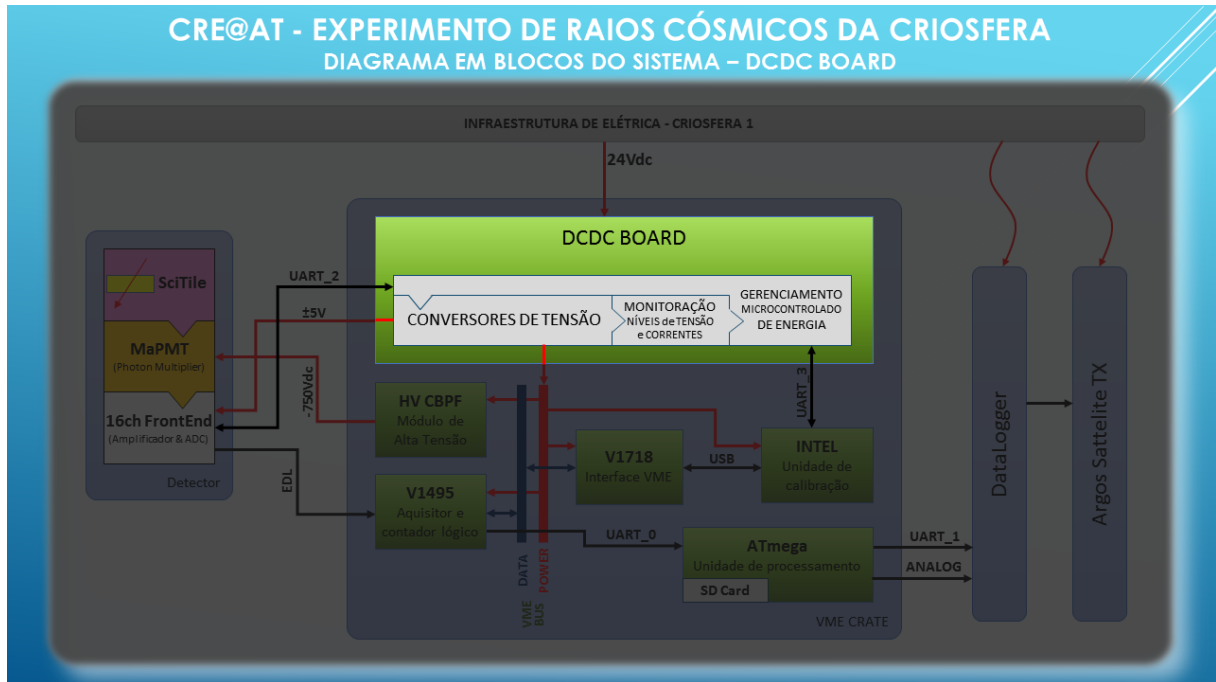 CRE@AT - EXPERIMENTO DE RAIOS CÓSMICOS DA CRIOSFERA
DIAGRAMA EM BLOCOS DO SISTEMA – DCDC BOARD
INFRAESTRUTURA DE ELÉTRICA - CRIOSFERA 1
24Vdc
DCDC BOARD
CONVERSORES DE TENSÃO
MONITORAÇÃO
NÍVEIS de TENSÃO
e CORRENTES
GERENCIAMENTO
MICROCONTROLADO
DE ENERGIA
UART_2
±5V
-750Vdc
EDL
SciTile
MaPMT
(Photon Multiplier)
16ch FrontEnd
(Amplificador & ADC)
Detector
HV CBPF
Módulo de
Alta Tensão
V1495
Aquisitor e
contador lógico
V1718
Interface VME
USB
UART_3
INTEL
Unidade de
calibração
UART_0
ATmega
Unidade de processamento
SD Card
VME
BUS
DATA
POWER
VME CRATE
UART_1
ANALOG
DataLogger
Argos Sattelite TX